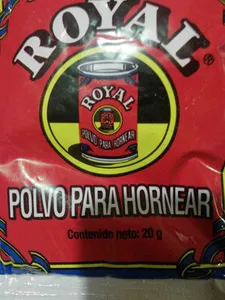 ROYAL®
ROYAL
POLVO PARA HORNEAR
POLVO PARA HORNEAR
Contenido neto: 20 g